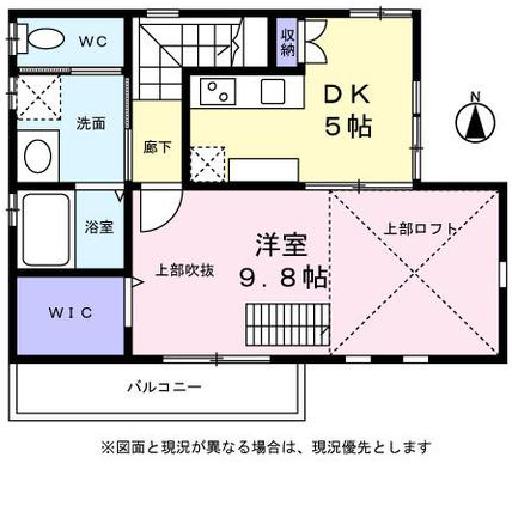 WC
収納
DK
5帖
N
洗面
廊下
浴室
洋室
9.8帖
上部ロフト
上部吹抜
WIC
バルコニー
※図面と現況が異なる場合は、現況優先とします